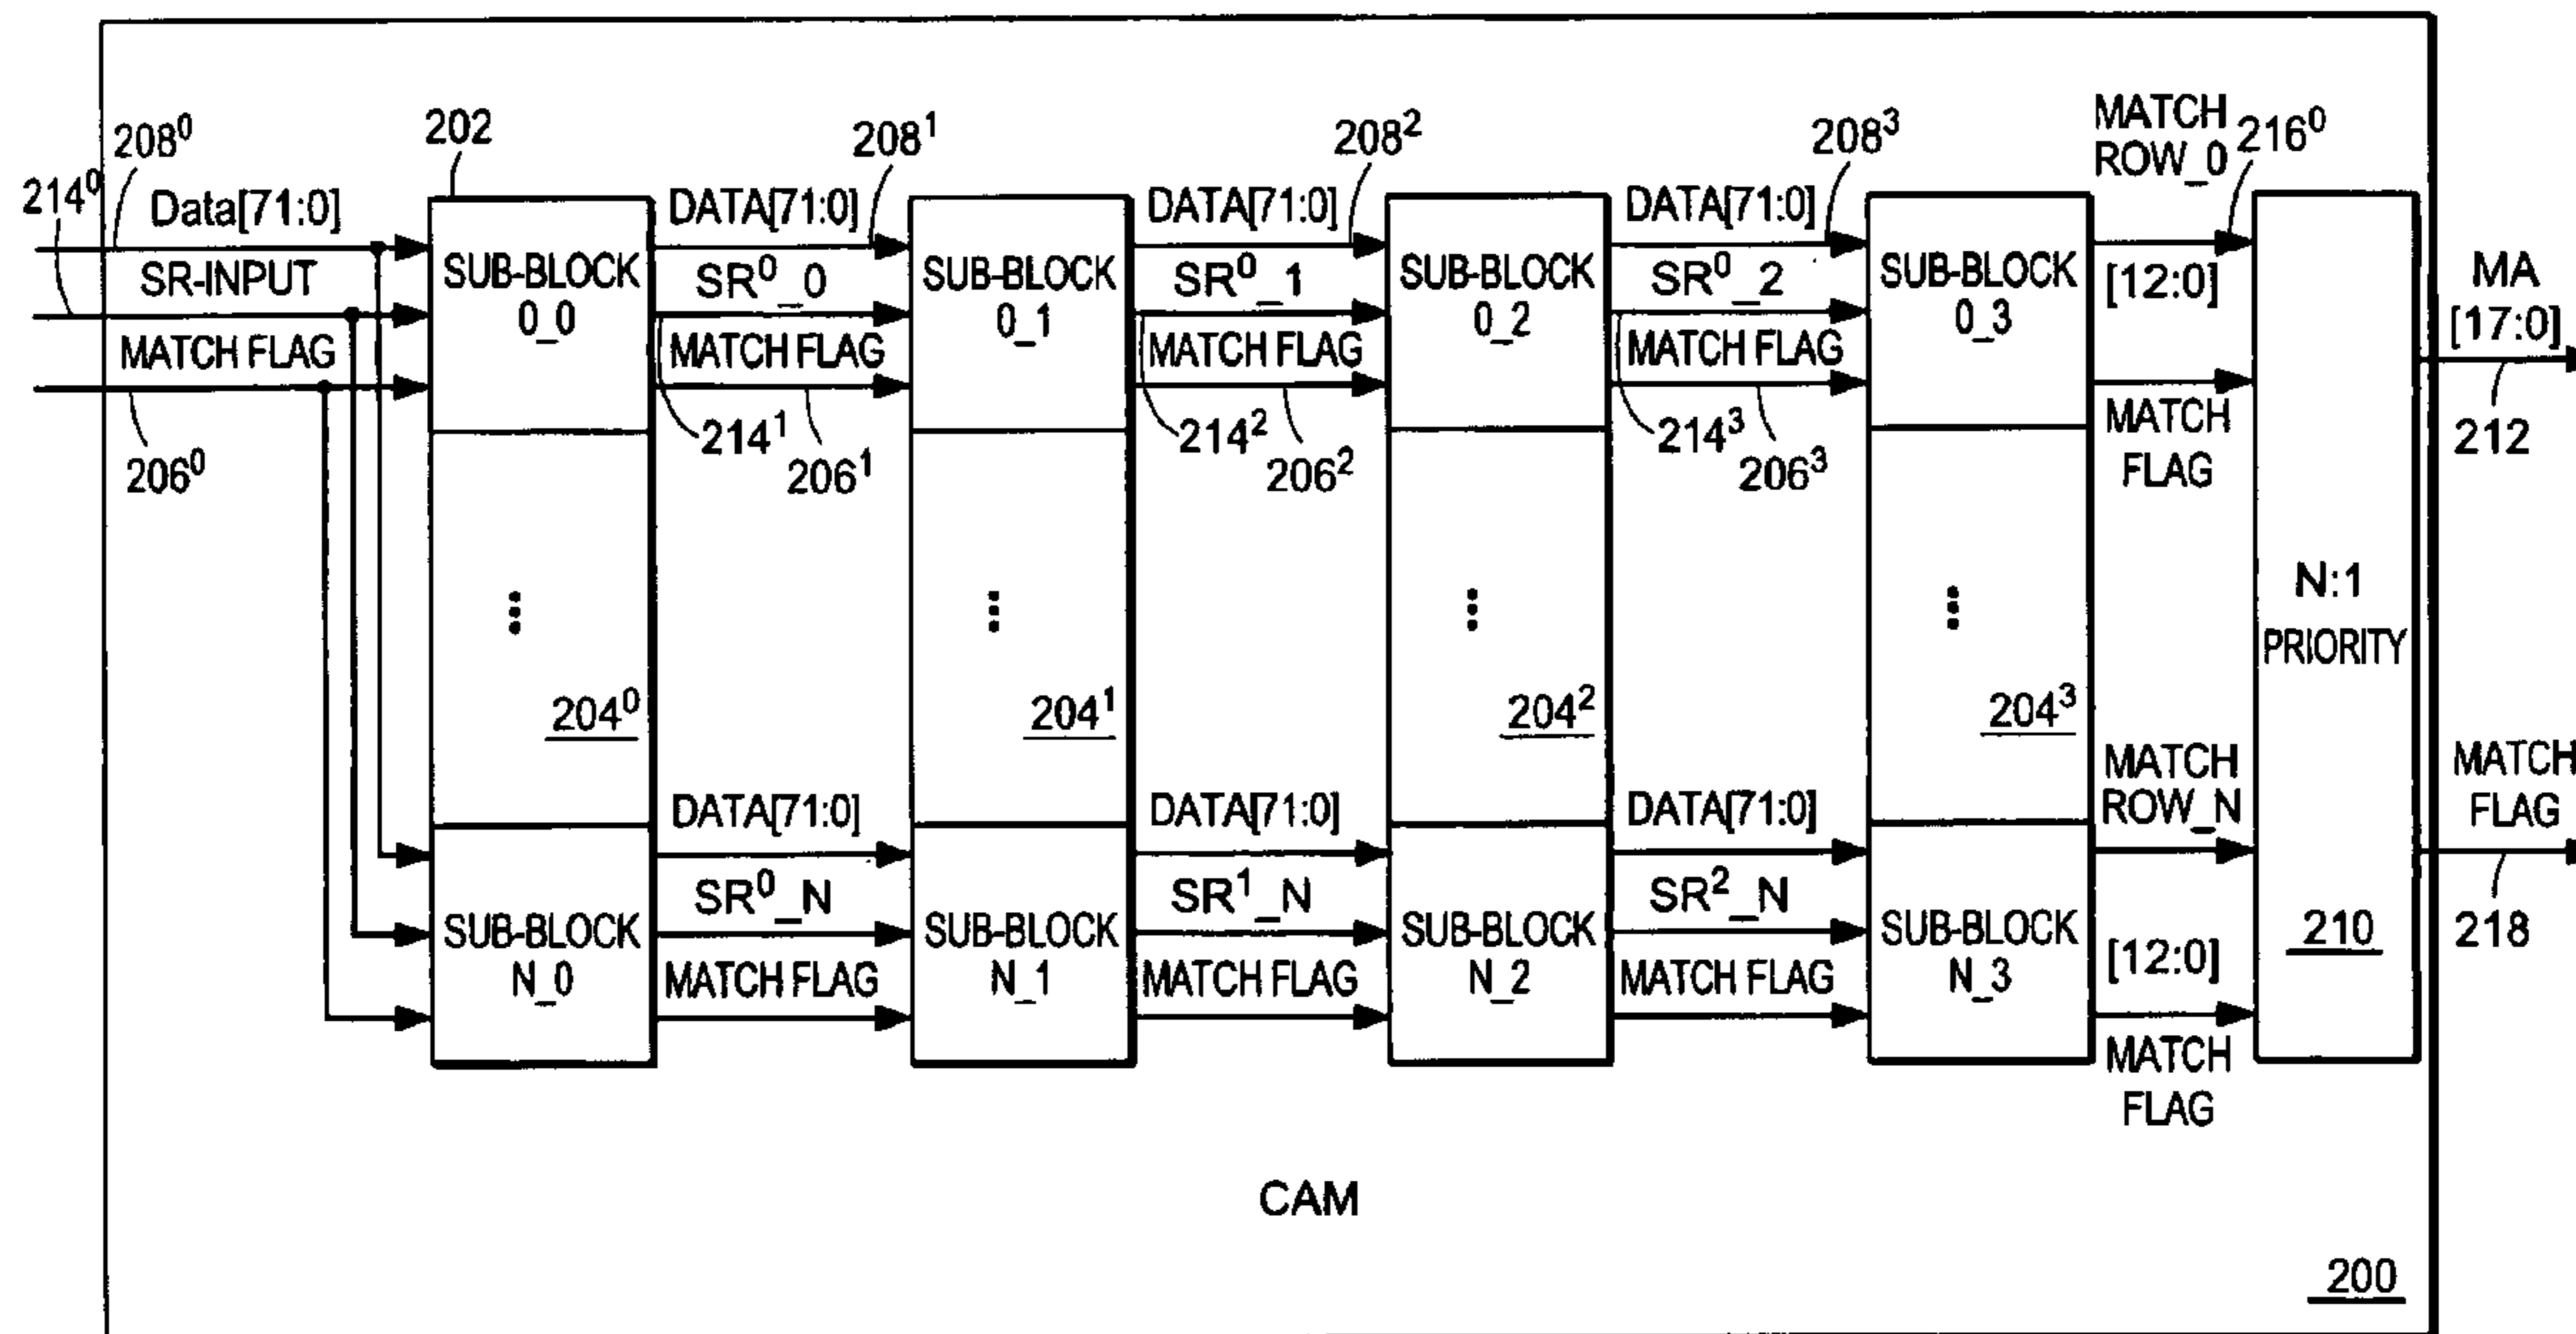 MATCH
ROW_0
216⁰
208⁰
202
208¹
208²
208³
214⁰
Data[71:0]
DATA[71:0]
DATA[71:0]
DATA[71:0]
SUB-BLOCK
0_0
SUB-BLOCK
0_1
SUB-BLOCK
0_2
SUB-BLOCK
0_3
SR-INPUT
SR⁰_0
SR⁰_1
SR⁰_2
[12:0]
MA
[17:0]
MATCH FLAG
MATCH FLAG
MATCH FLAG
MATCH FLAG
MATCH
FLAG
206⁰
214¹
206¹
214²
206²
214³
206³
212
...
...
...
...
N:1
PRIORITY
204⁰
204¹
204²
204³
MATCH
ROW_N
MATCH
FLAG
DATA[71:0]
DATA[71:0]
DATA[71:0]
SR⁰_N
SR¹_N
SR²_N
SUB-BLOCK
N_0
SUB-BLOCK
N_1
SUB-BLOCK
N_2
SUB-BLOCK
N_3
[12:0]
210
218
MATCH FLAG
MATCH FLAG
MATCH FLAG
MATCH
FLAG
CAM
200